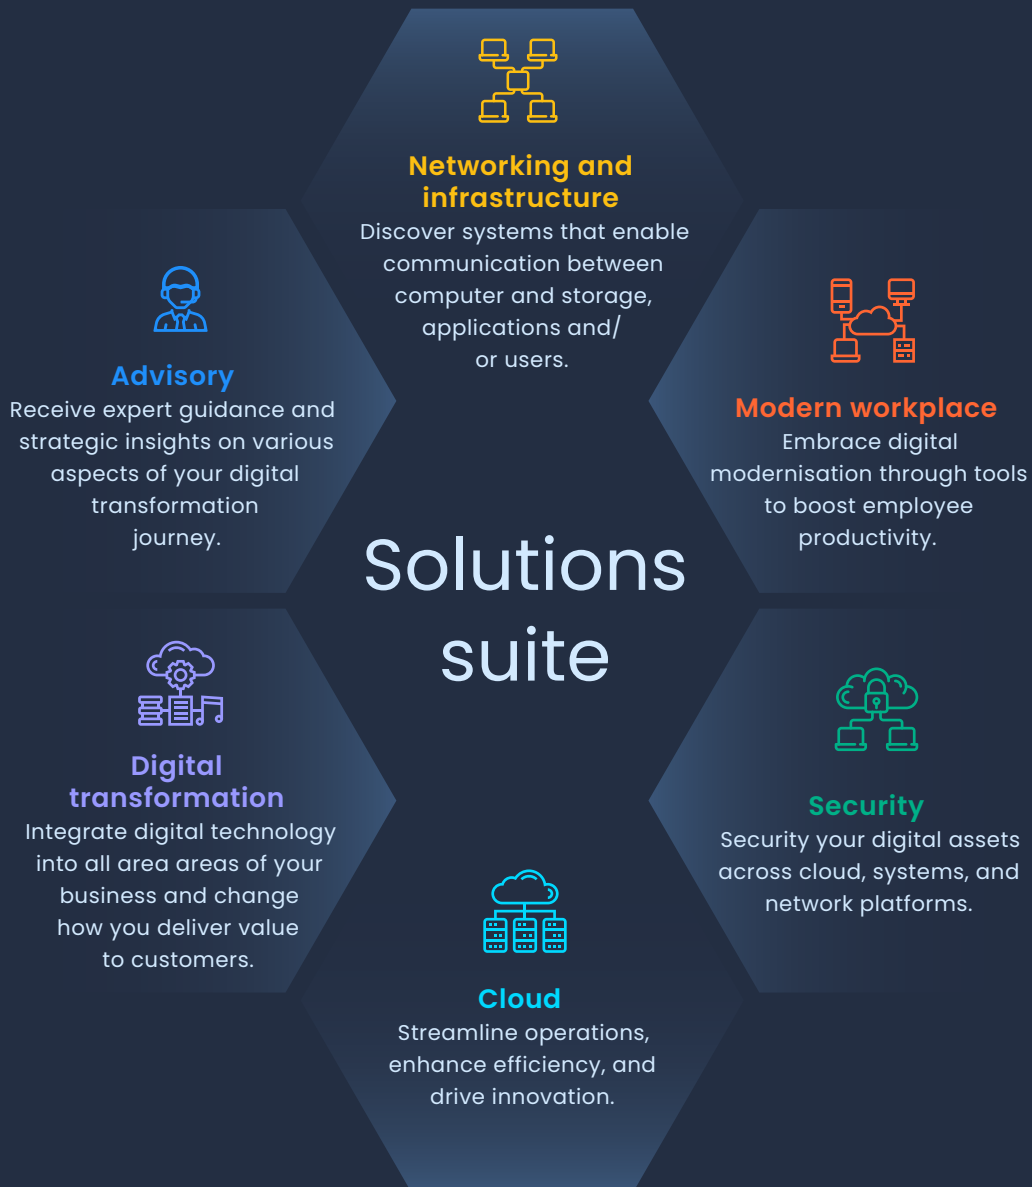 Networking and
infrastructure
Discover systems that enable
communication between
computer and storage,
applications and/
or users.
Advisory
Receive expert guidance and
strategic insights on various
aspects of your digital
transformation
journey.
Modern workplace
Embrace digital
modernisation through tools
to boost employee
productivity.
Solutions
suite
Digital
transformation
Integrate digital technology
into all area areas of your
business and change
how you deliver value
to customers.
Security
Security your digital assets
across cloud, systems, and
network platforms.
Cloud
Streamline operations,
enhance efficiency, and
drive innovation.